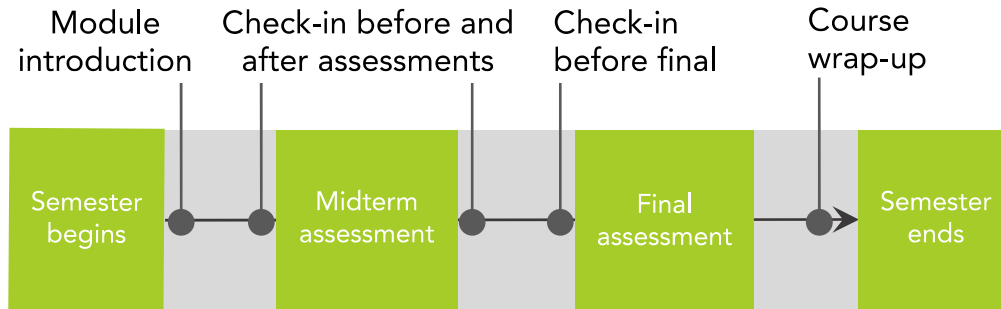 Module
introduction
Check-in before and
after assessments
Check-in
before final
Course
wrap-up
Semester
begins
Midterm
assessment
Final
assessment
Semester
ends